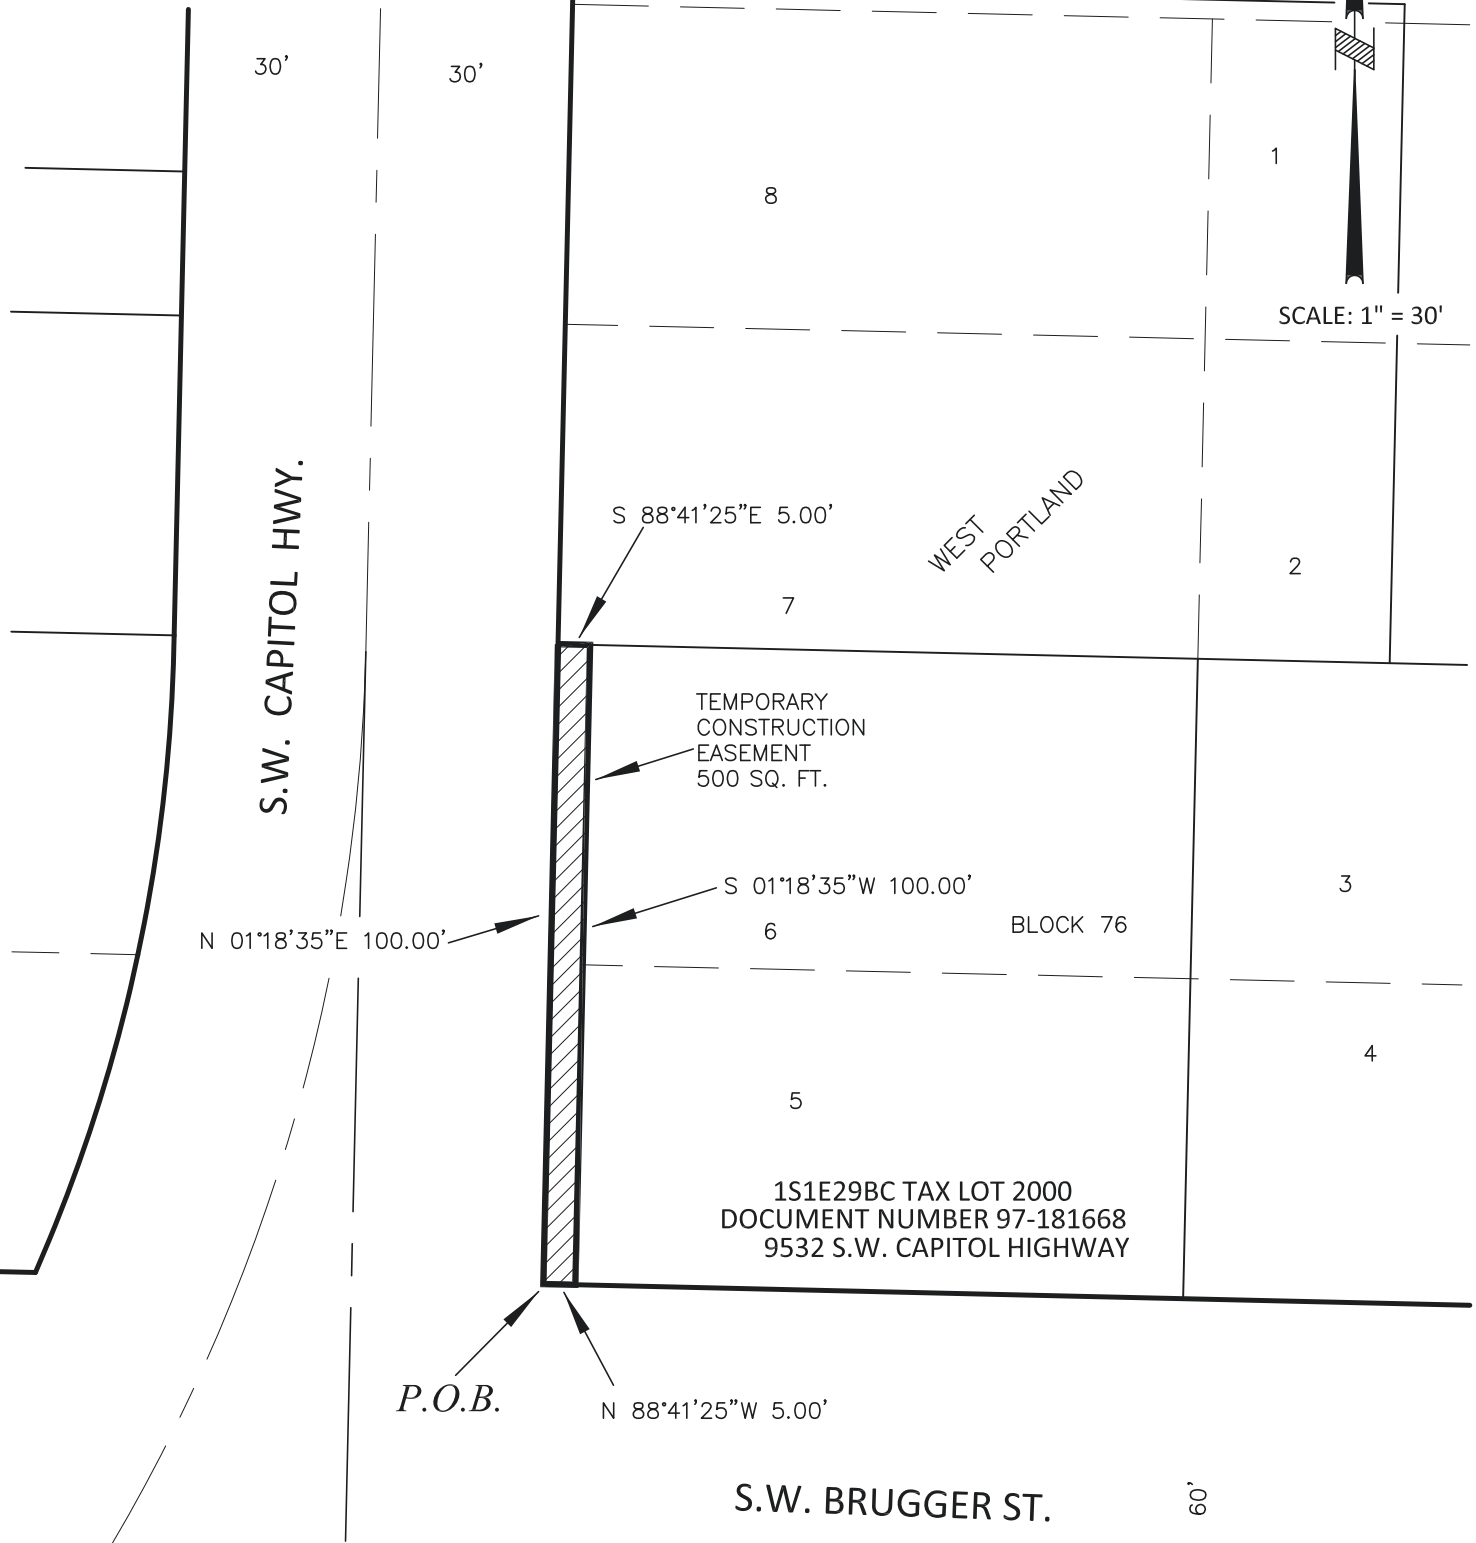 30’
30’
1
8
SCALE: 1" = 30'
S.W. CAPITOL HWY.
S 88°41’25”E 5.00’
WEST
PORTLAND
2
7
TEMPORARY
CONSTRUCTION
EASEMENT
500 SQ. FT.
S 01°18’35”W 100.00’
3
6
BLOCK 76
N 01°18’35”E 100.00’
4
5
1S1E29BC TAX LOT 2000
DOCUMENT NUMBER 97-181668
9532 S.W. CAPITOL HIGHWAY
P.O.B.
N 88°41’25”W 5.00’
S.W. BRUGGER ST.
60’